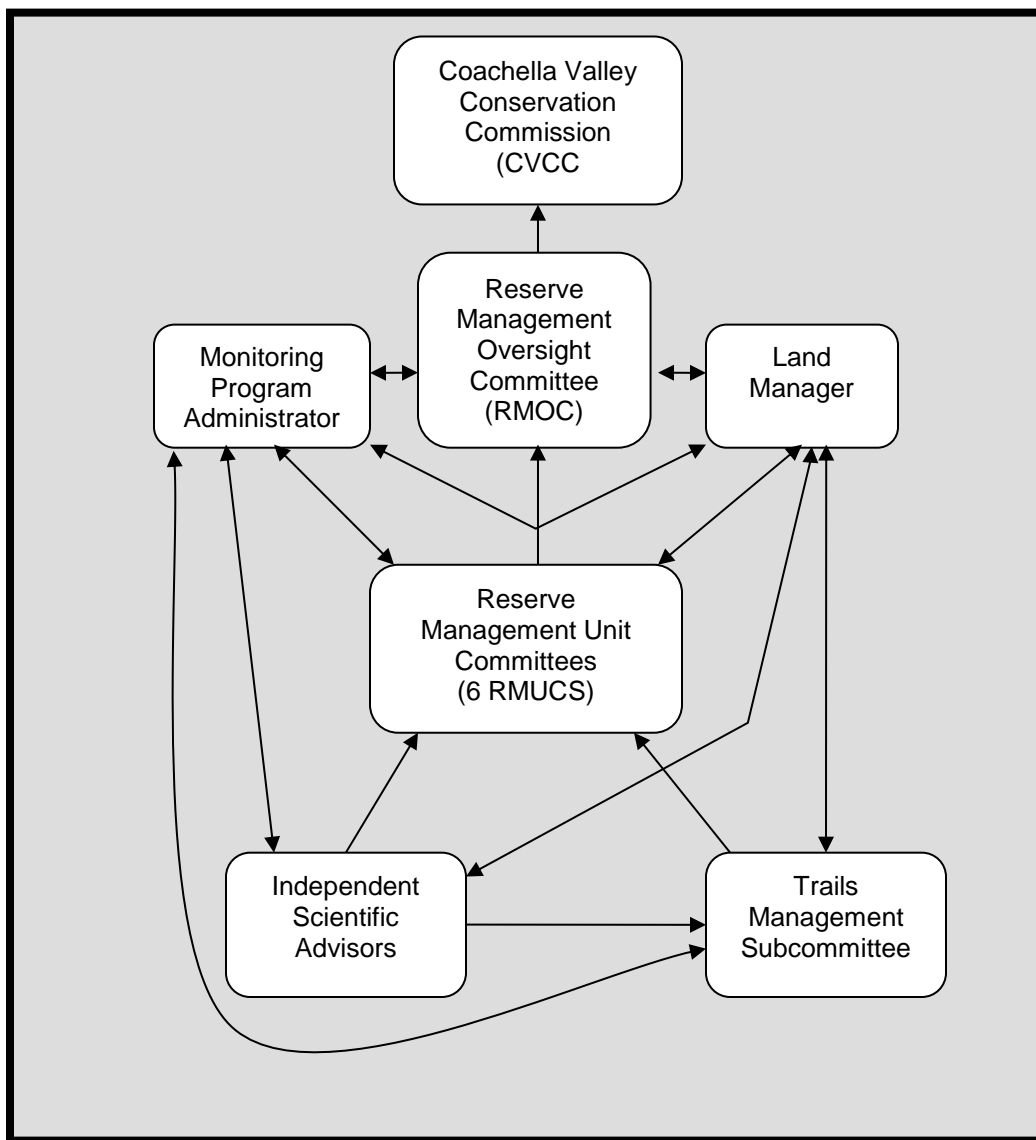 Coachella Valley
Conservation
Commission
(CVCC
Reserve
Management
Oversight
Committee
(RMOC)
Monitoring
Program
Administrator
Land
Manager
Reserve
Management Unit
Committees
(6 RMUCS)
Independent
Scientific
Advisors
Trails
Management
Subcommittee